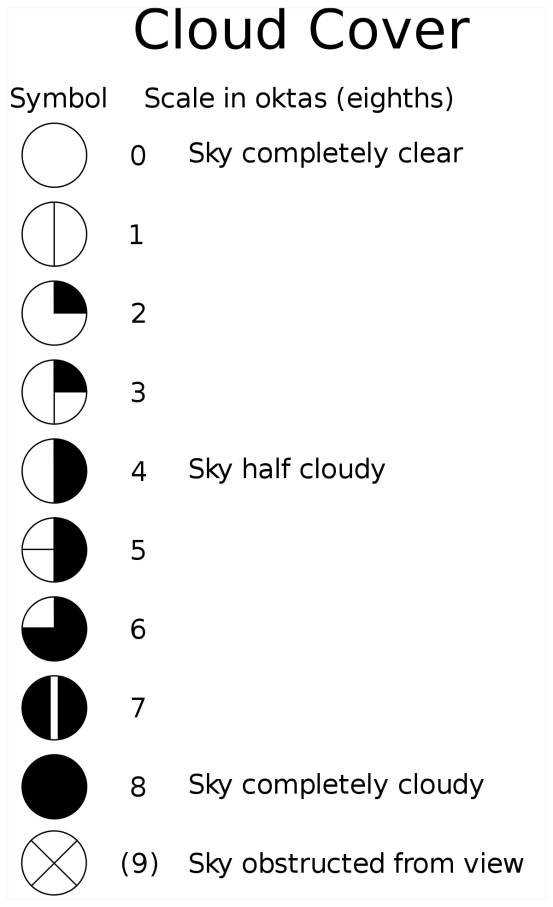 Cloud Cover
Symbol Scale in oktas (eighths)
0 Sky completely clear
1
2
3
4 Sky half cloudy
5
6
7
8 Sky completely cloudy
(9) Sky obstructed from view